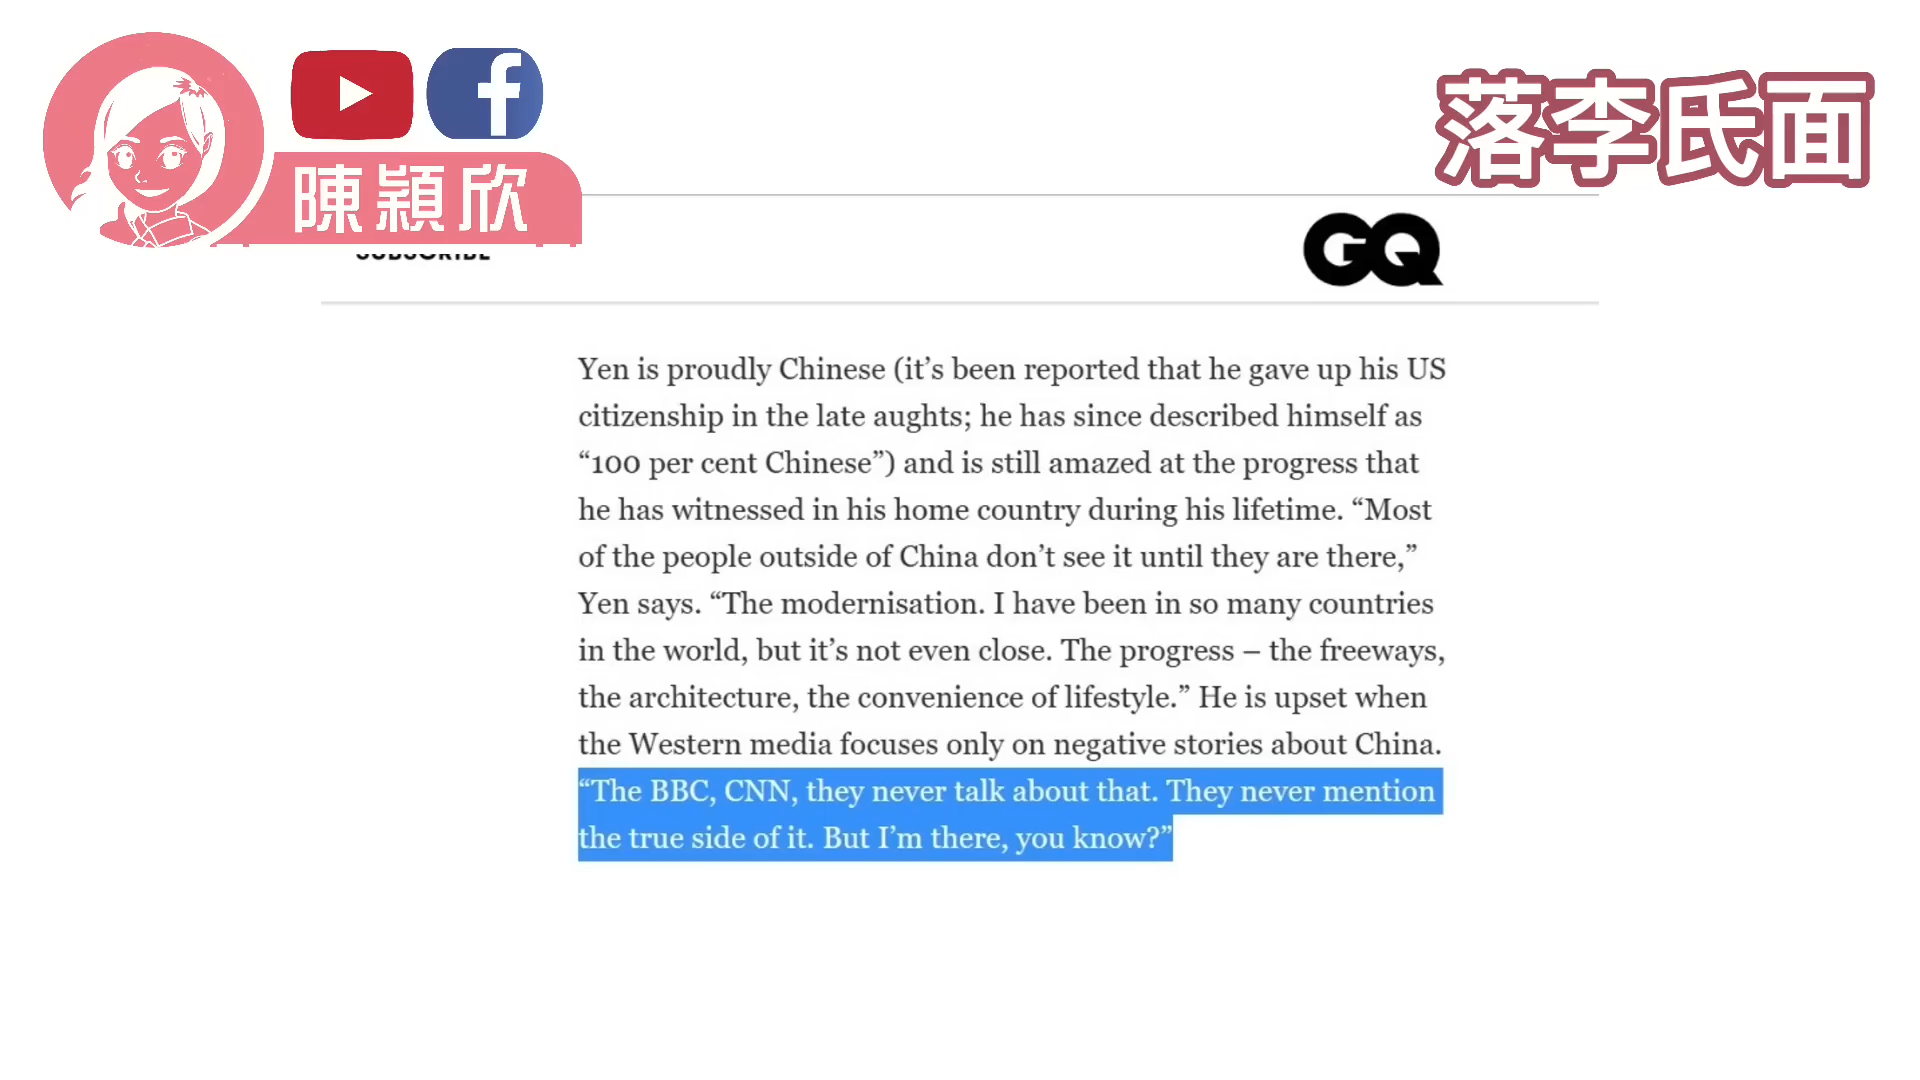 落李氏面
陳穎欣
SUBSCRIBE
GQ
Yen is proudly Chinese (it’s been reported that he gave up his US
citizenship in the late aughts; he has since described himself as
“100 per cent Chinese”) and is still amazed at the progress that
he has witnessed in his home country during his lifetime. “Most
of the people outside of China don’t see it until they are there,”
Yen says. “The modernisation. I have been in so many countries
in the world, but it’s not even close. The progress – the freeways,
the architecture, the convenience of lifestyle.” He is upset when
the Western media focuses only on negative stories about China.
“The BBC, CNN, they never talk about that. They never mention
the true side of it. But I’m there, you know?”